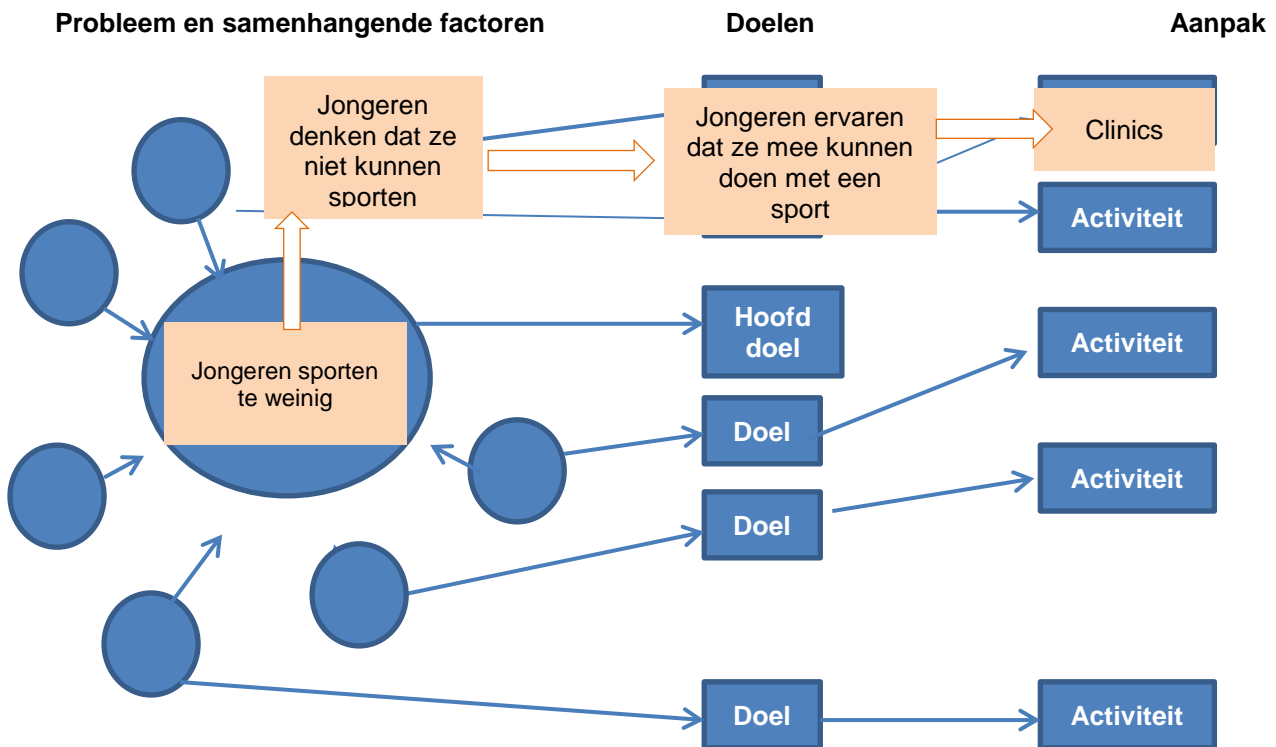 Probleem en samenhangende factoren
Doelen
Aanpak
Jongeren
denken dat ze
niet kunnen
sporten
Jongeren ervaren
dat ze mee kunnen
doen met een
sport
Clinics
Activiteit
Hoofd
doel
Activiteit
Jongeren sporten
te weinig
Doel
Activiteit
Doel
Doel
Activiteit